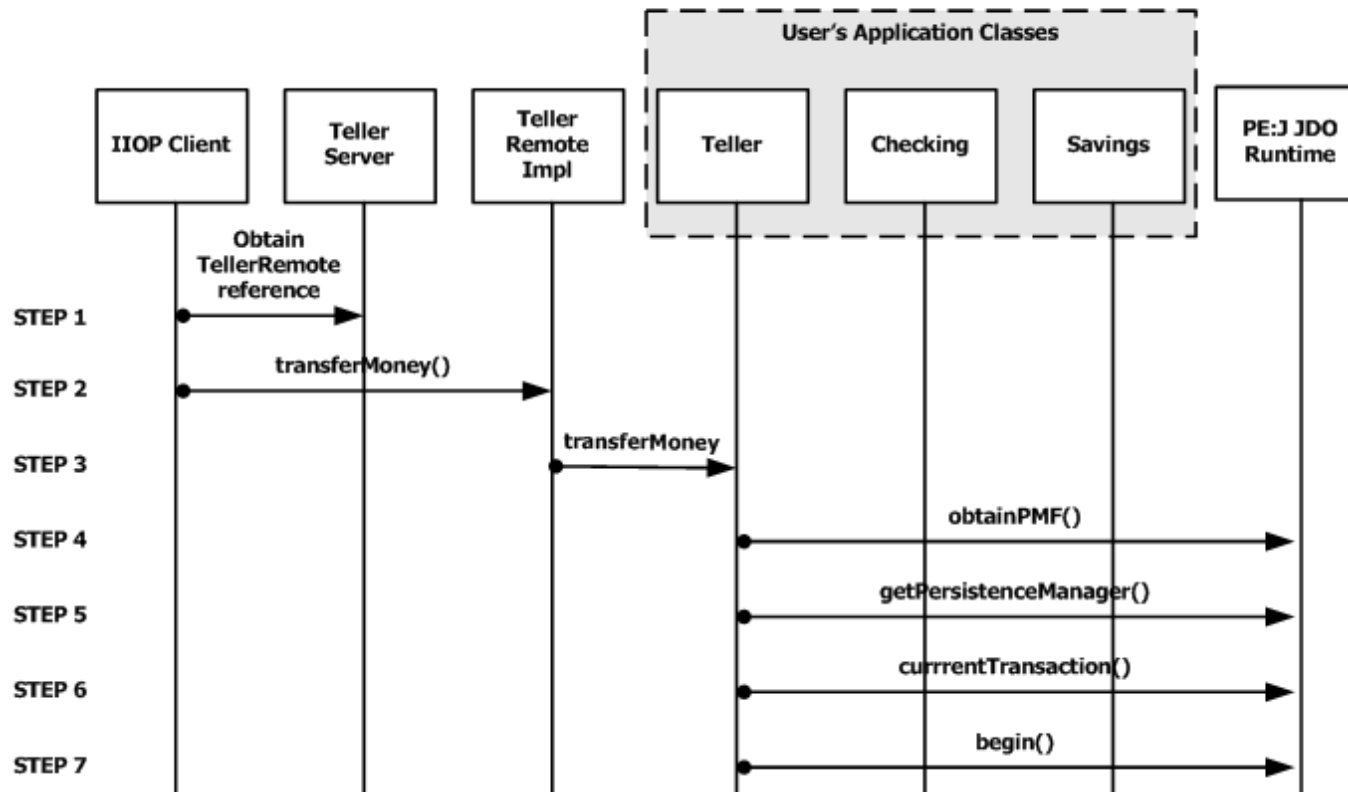 User's Application Classes
IIOP Client
Teller
Server
Teller
Remote
Impl
Teller
Checking
Savings
PE:J JDO
Runtime
Obtain
TellerRemote
reference
STEP 1
transferMoney()
STEP 2
transferMoney
STEP 3
obtainPMF()
STEP 4
getPersistenceManager()
STEP 5
currrentTransaction()
STEP 6
begin()
STEP 7